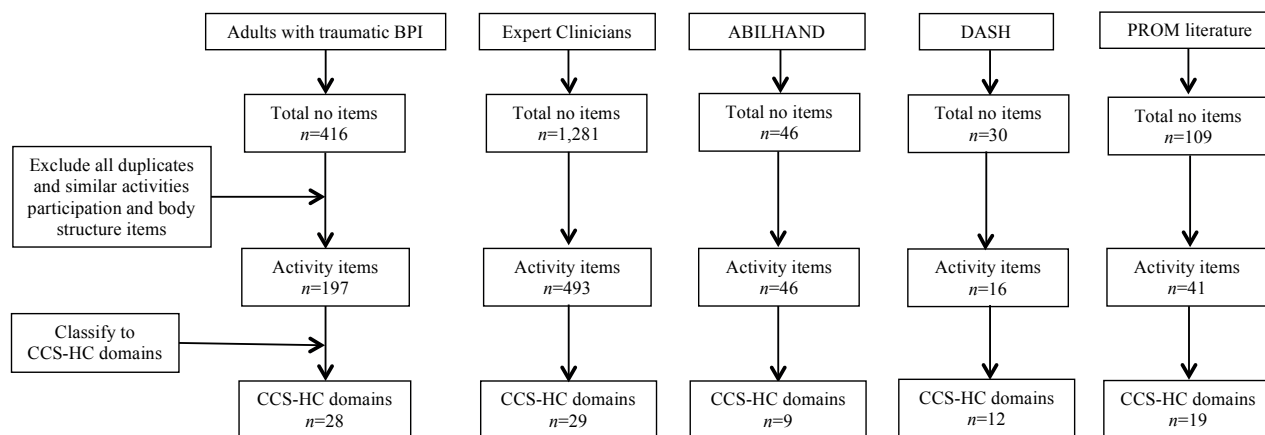 Adults with traumatic BPI
Expert Clinicians
ABILHAND
DASH
PROM literature
Total no items
n=416
Total no items
n=1,281
Total no items
n=46
Total no items
n=30
Total no items
n=109
Exclude all duplicates
and similar activities
participation and body
structure items
Activity items
n=197
Activity items
n=493
Activity items
n=46
Activity items
n=16
Activity items
n=41
Classify to
CCS-HC domains
CCS-HC domains
n=28
CCS-HC domains
n=29
CCS-HC domains
n=9
CCS-HC domains
n=12
CCS-HC domains
n=19